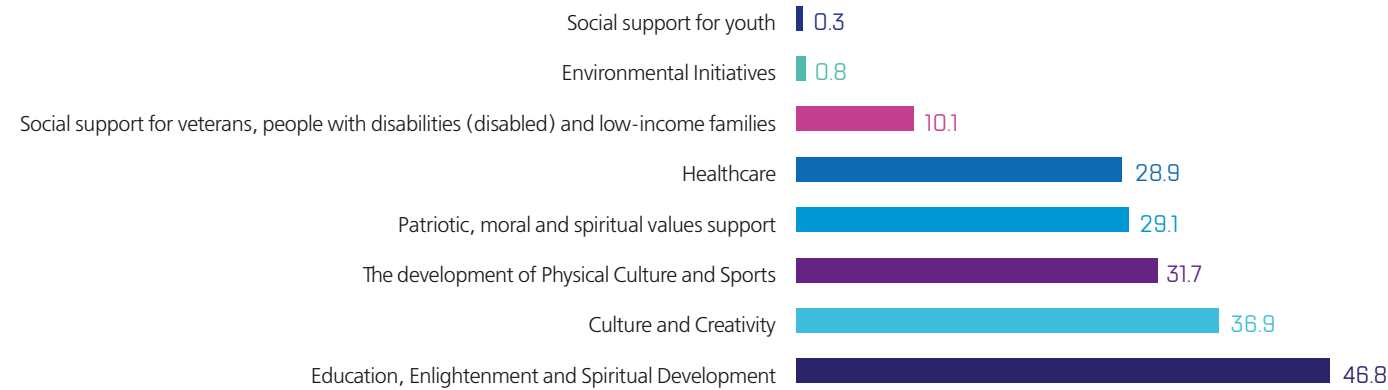 Social support for youth 0.3
Environmental Initiatives 0.8
Social support for veterans, people with disabilities (disabled) and low-income families 10.1
Healthcare 28.9
Patriotic, moral and spiritual values support 29.1
The development of Physical Culture and Sports 31.7
Culture and Creativity 36.9
Education, Enlightenment and Spiritual Development 46.8